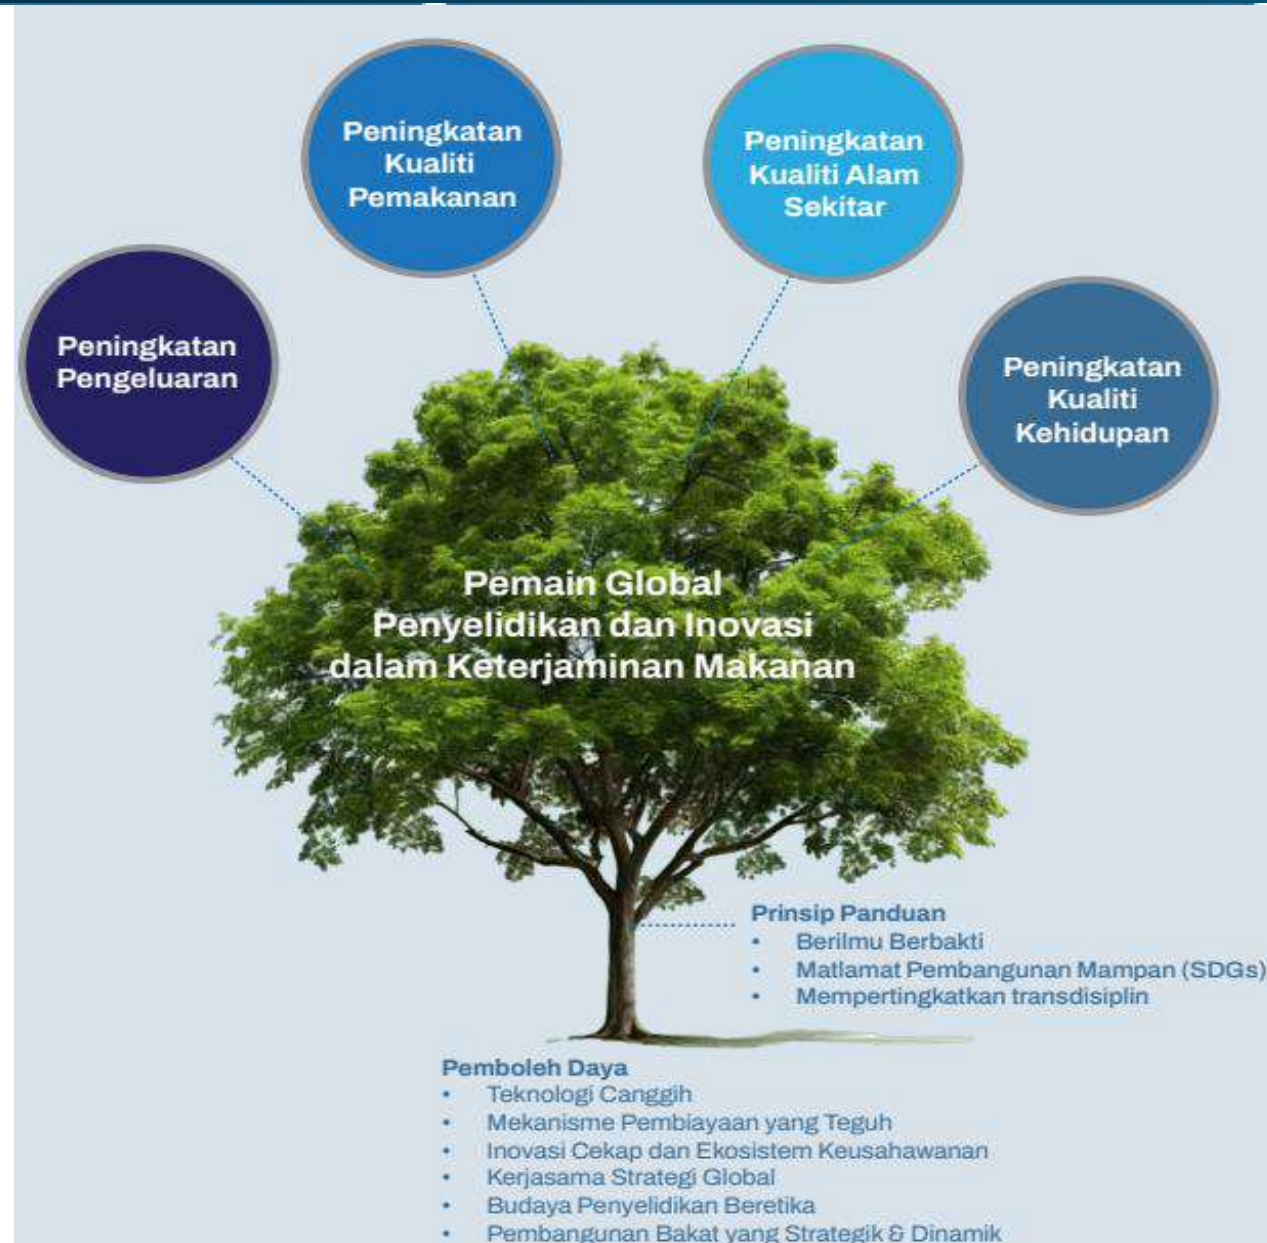 Peningkatan
Kualiti
Pemakanan
Peningkatan
Kualiti Alam
Sekitar
Peningkatan
Pengeluaran
Peningkatan
Kualiti
Kehidupan
Pemain Global
Penyelidikan dan Inovasi
dalam Keterjaminan Makanan
Prinsip Panduan
• Berilmu Berbakti
• Matlamat Pembangunan Mampan (SDGs)
• Mempertingkatkan transdisiplin
Pemboleh Daya
• Teknologi Canggih
• Mekanisme Pembiayaan yang Teguh
• Inovasi Cekap dan Ekosistem Keusahawanan
• Kerjasama Strategi Global
• Budaya Penyelidikan Beretika
• Pembangunan Bakat yang Strategik & Dinamik